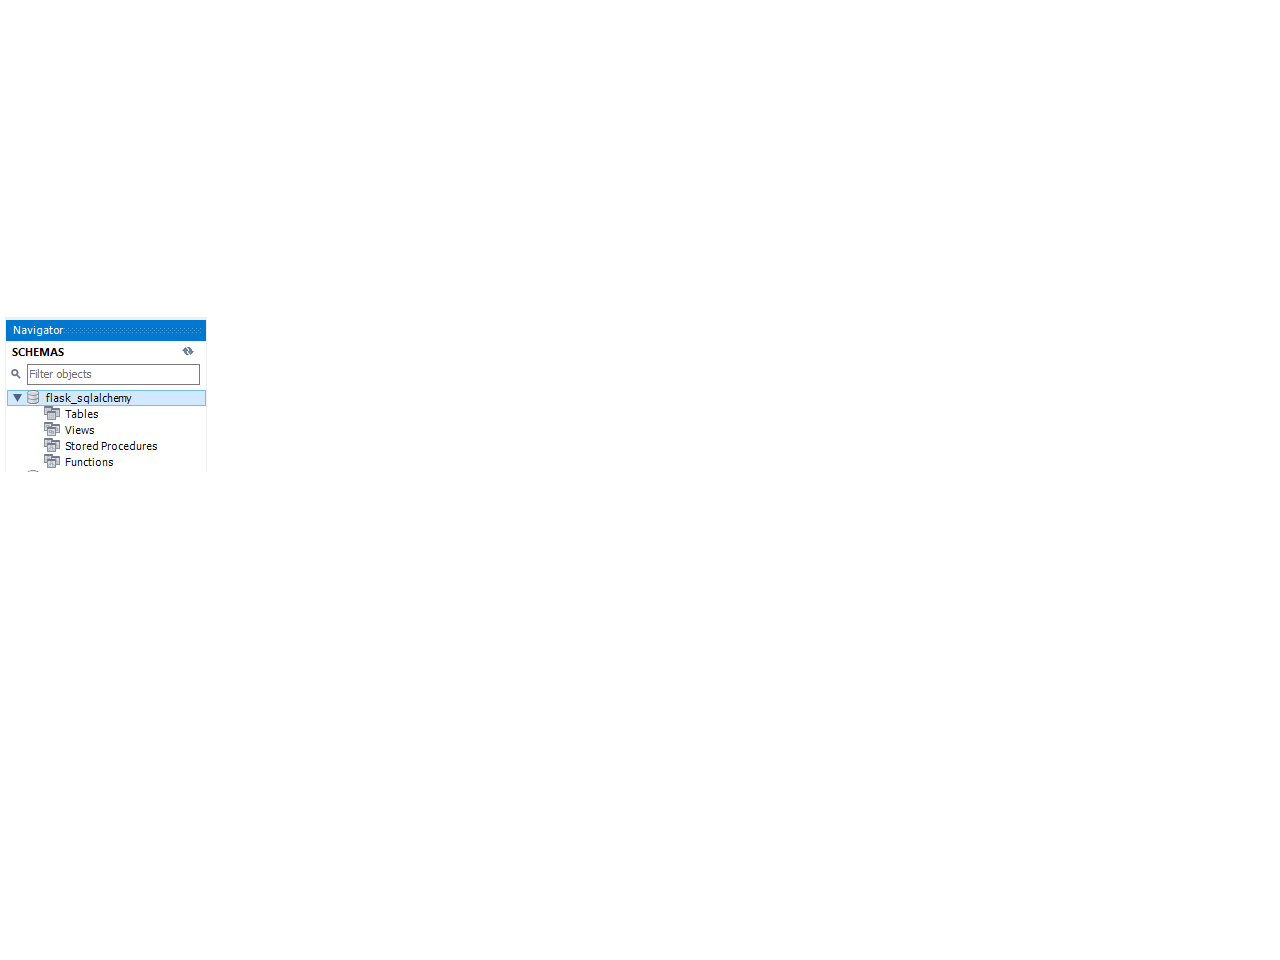 Navigator
SCHEMAS
Filter objects
flask_sqlalchemy
Tables
Views
Stored Procedures
Functions